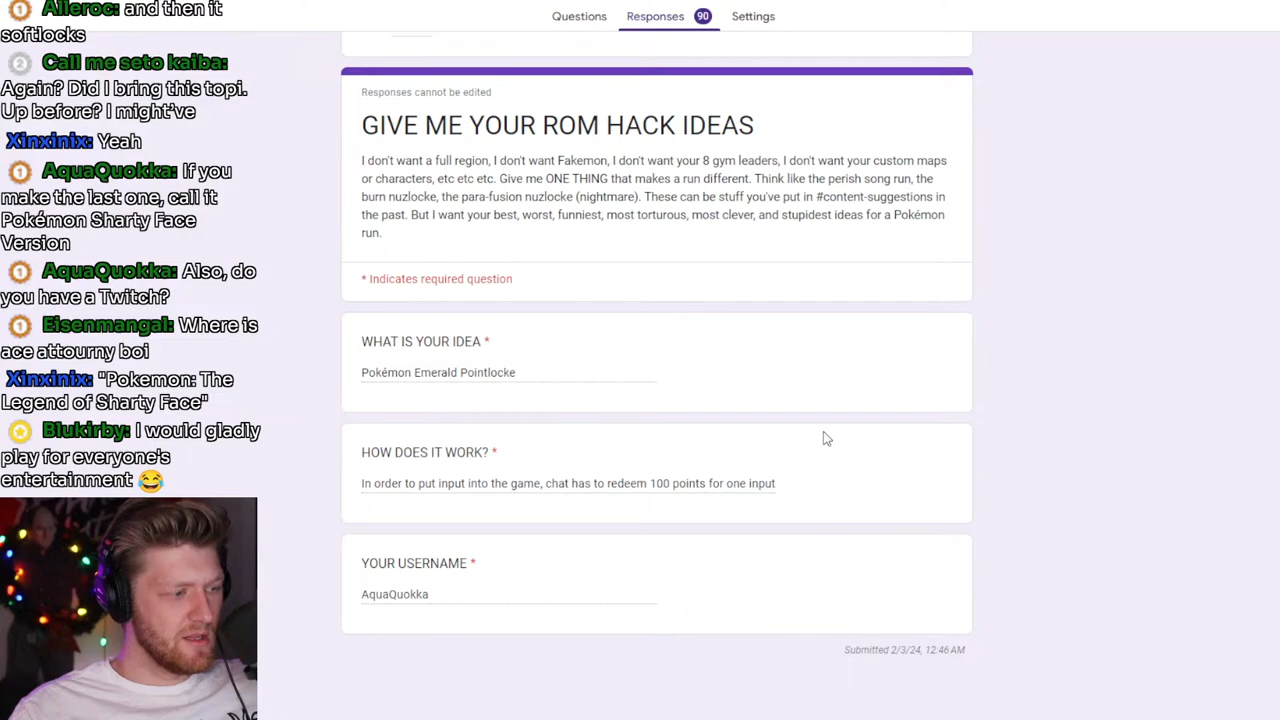 Alleroc: and then it
softlocks
Call me seto kaiba:
Again? Did I bring this topi.
Up before? I might've
Xinxinix: Yeah
AquaQuokka: If you
make the last one, call it
Pokémon Sharty Face
Version
AquaQuokka: Also, do
you have a Twitch?
Eisenmangal: Where is
ace attourny boi
Xinxinix: "Pokemon: The
Legend of Sharty Face"
Blukirby: I would gladly
play for everyone's
entertainment 😂
Questions Responses 90 Settings
Responses cannot be edited
GIVE ME YOUR ROM HACK IDEAS
I don't want a full region, I don't want Fakemon, I don't want your 8 gym leaders, I don't want your custom maps
or characters, etc etc etc. Give me ONE THING that makes a run different. Think like the perish song run, the
burn nuzlocke, the para-fusion nuzlocke (nightmare). These can be stuff you've put in #content-suggestions in
the past. But I want your best, worst, funniest, most torturous, most clever, and stupidest ideas for a Pokémon
run.
* Indicates required question
WHAT IS YOUR IDEA *
Pokémon Emerald Pointlocke
HOW DOES IT WORK? *
In order to put input into the game, chat has to redeem 100 points for one input
YOUR USERNAME *
AquaQuokka
Submitted 2/3/24, 12:46 AM